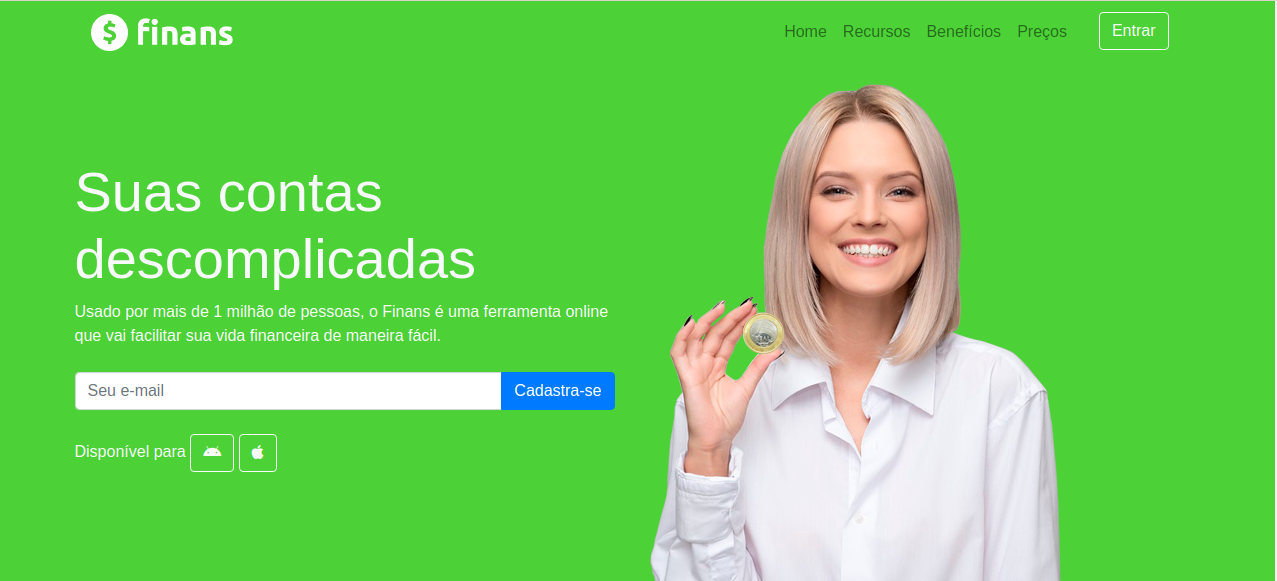 finans
Home Recursos Benefícios Preços Entrar
Suas contas
descomplicadas
Usado por mais de 1 milhão de pessoas, o Finans é uma ferramenta online
que vai facilitar sua vida financeira de maneira fácil.
Seu e-mail Cadastra-se
Disponível para